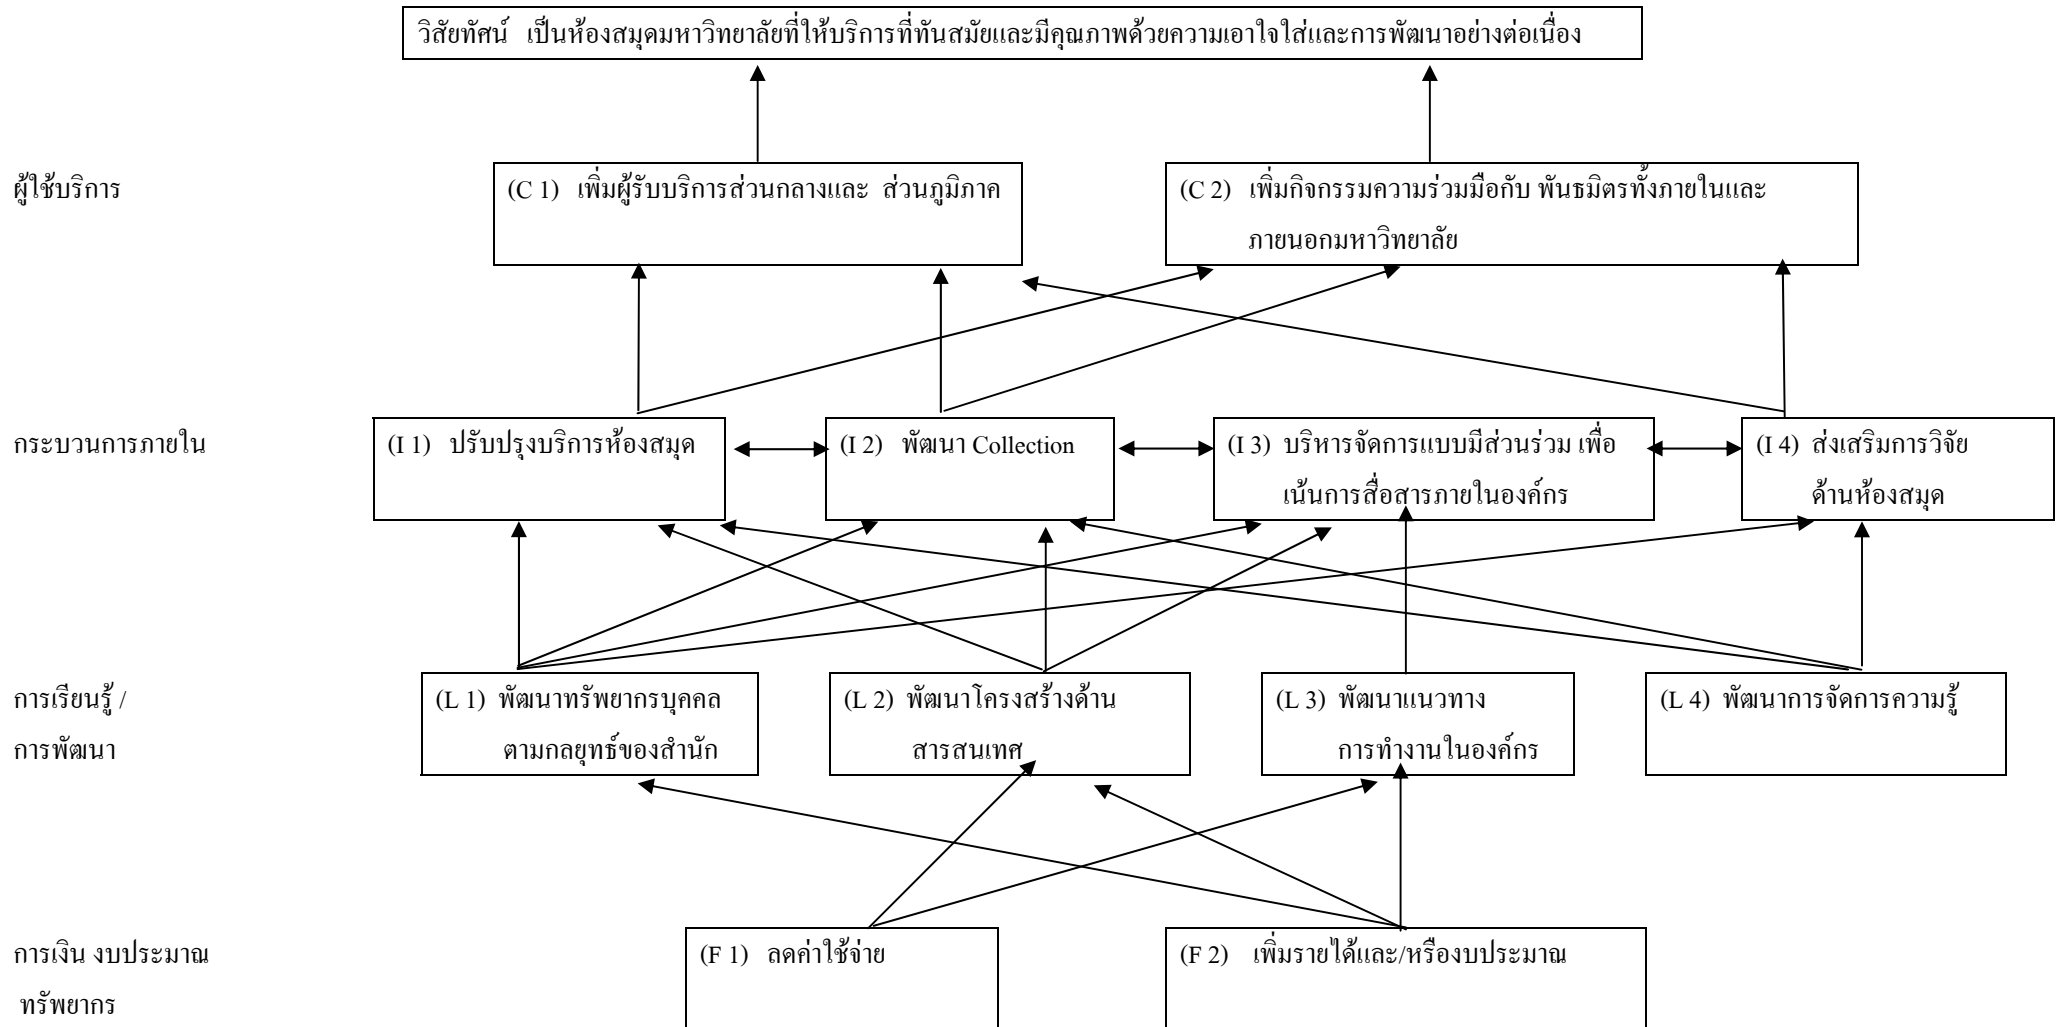 วิสัยทัศน์ เป็นห้องสมุดมหาวิทยาลัยที่ให้บริการที่ทันสมัยและมีคุณภาพด้วยความเอาใจใส่และการพัฒนาอย่างต่อเนื่อง
ผู้ใช้บริการ
(C 1) เพิ่มผู้รับบริการส่วนกลางและ ส่วนภูมิภาค
(C 2) เพิ่มกิจกรรมความร่วมมือกับ พันธมิตรทั้งภายในและ
ภายนอกมหาวิทยาลัย
กระบวนการภายใน
(I 1) ปรับปรุงบริการห้องสมุด
(I 2) พัฒนา Collection
(I 3) บริหารจัดการแบบมีส่วนร่วม เพื่อ
เน้นการสื่อสารภายในองค์กร
(I 4) ส่งเสริมการวิจัย
ด้านห้องสมุด
การเรียนรู้ /
การพัฒนา
(L 1) พัฒนาทรัพยากรบุคคล
ตามกลยุทธ์ของสำนัก
(L 2) พัฒนาโครงสร้างด้าน
สารสนเทศ
(L 3) พัฒนาแนวทาง
การทำงานในองค์กร
(L 4) พัฒนาการจัดการความรู้
การเงิน งบประมาณ
ทรัพยากร
(F 1) ลดค่าใช้จ่าย
(F 2) เพิ่มรายได้และ/หรืองบประมาณ